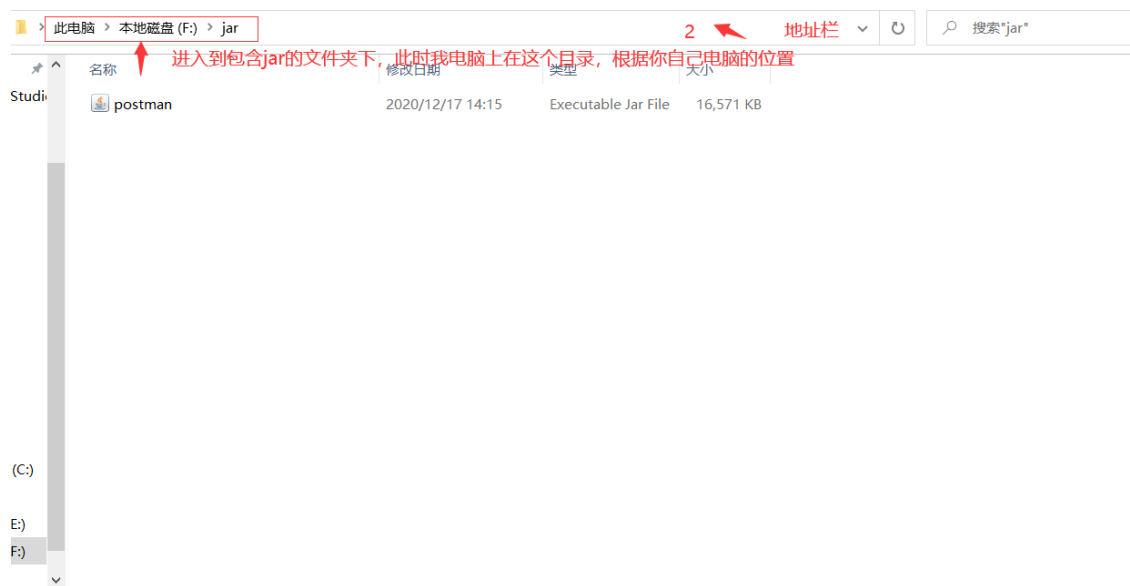 此电脑 > 本地磁盘 (F:) > jar
2
地址栏
搜索"jar"
进入到包含jar的文件夹下，此时我电脑上在这个目录，根据你自己电脑的位置
名称
修改日期
类型
大小
Studi
postman
2020/12/17 14:15
Executable Jar File
16,571 KB
(C:)
E:)
F:)